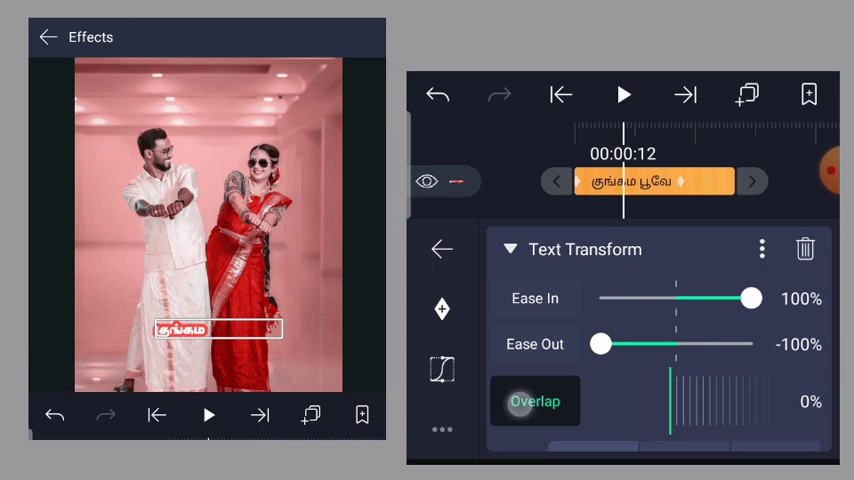 Effects
குங்கம
00:00:12
குங்கம பூவே
Text Transform
Ease In
100%
Ease Out
-100%
Overlap
0%